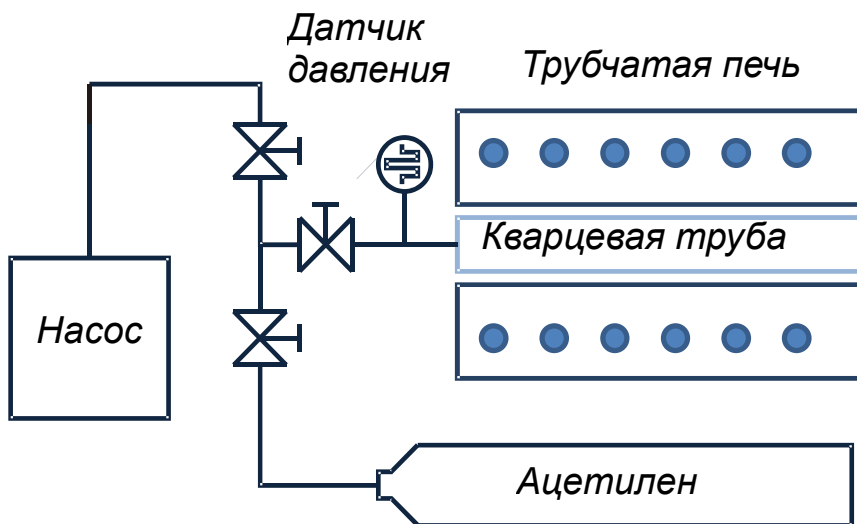 Датчик
давления
Трубчатая печь
Кварцевая труба
Насос
Ацетилен